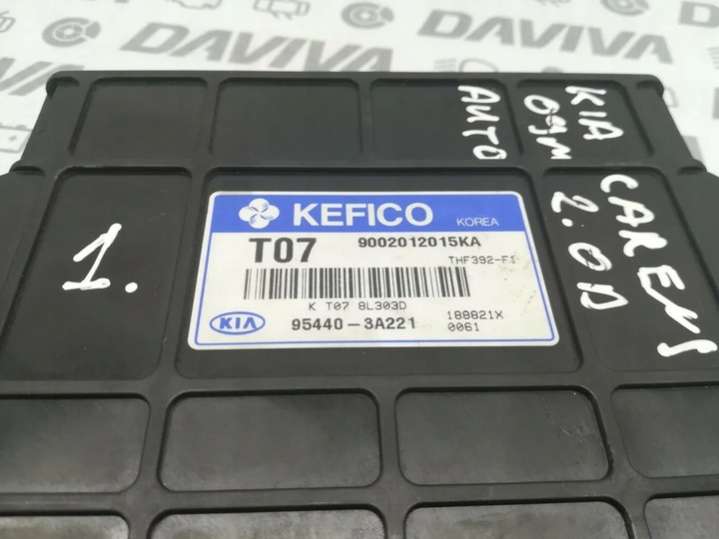 DAVIVA
DAVIVA
KIA CARENS
09M 2.0D
AUTO
1.
KEFICO
KOREA
T07 9002012015KA
THF392-F1
K T07 8L303D
KIA 95440-3A221
188821X
0061